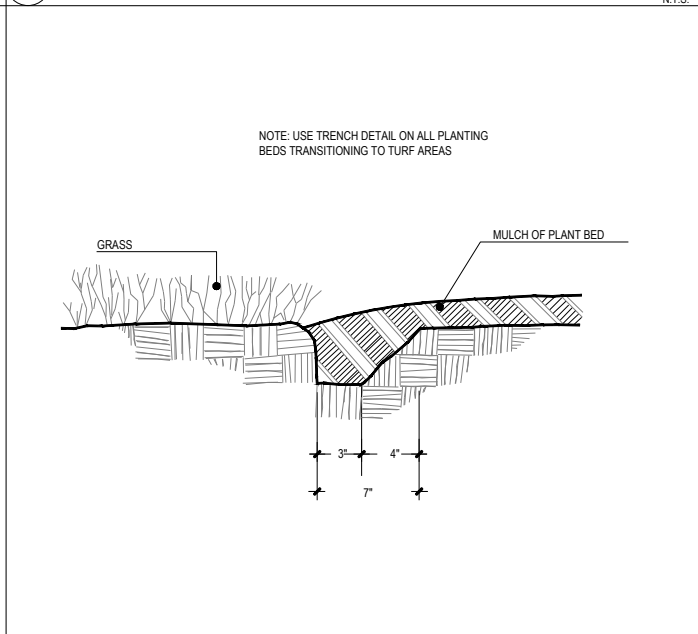 N.T.S.
NOTE: USE TRENCH DETAIL ON ALL PLANTING
BEDS TRANSITIONING TO TURF AREAS
MULCH OF PLANT BED
GRASS
3"
4"
7"